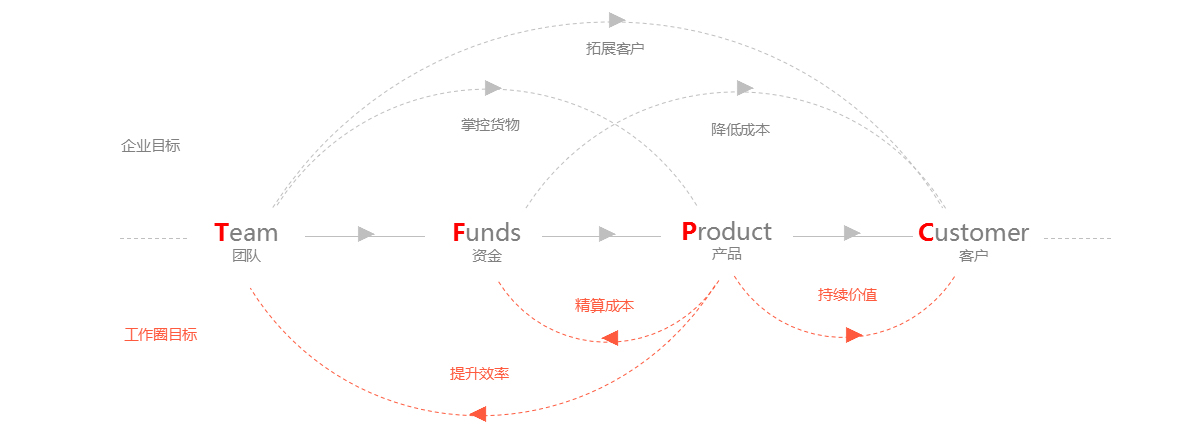 拓展客户
掌控货物
降低成本
企业目标
Team
团队
Funds
资金
Product
产品
Customer
客户
工作圈目标
精算成本
持续价值
提升效率